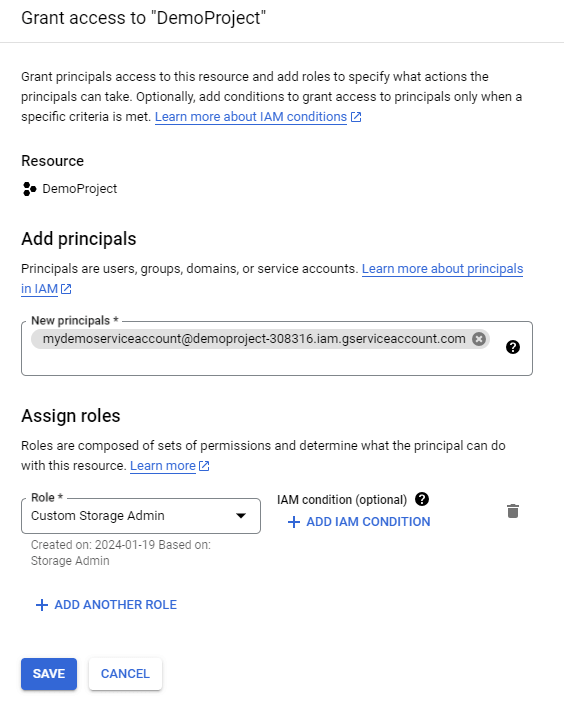 Grant access to "DemoProject"
Grant principals access to this resource and add roles to specify what actions the
principals can take. Optionally, add conditions to grant access to principals only when a
specific criteria is met. Learn more about IAM conditions
Resource
DemoProject
Add principals
Principals are users, groups, domains, or service accounts. Learn more about principals
in IAM
New principals *
mydemoserviceaccount@demoproject-308316.iam.gserviceaccount.com
Assign roles
Roles are composed of sets of permissions and determine what the principal can do
with this resource. Learn more
Role *
Custom Storage Admin
Created on: 2024-01-19 Based on:
Storage Admin
IAM condition (optional)
ADD IAM CONDITION
ADD ANOTHER ROLE
SAVE
CANCEL